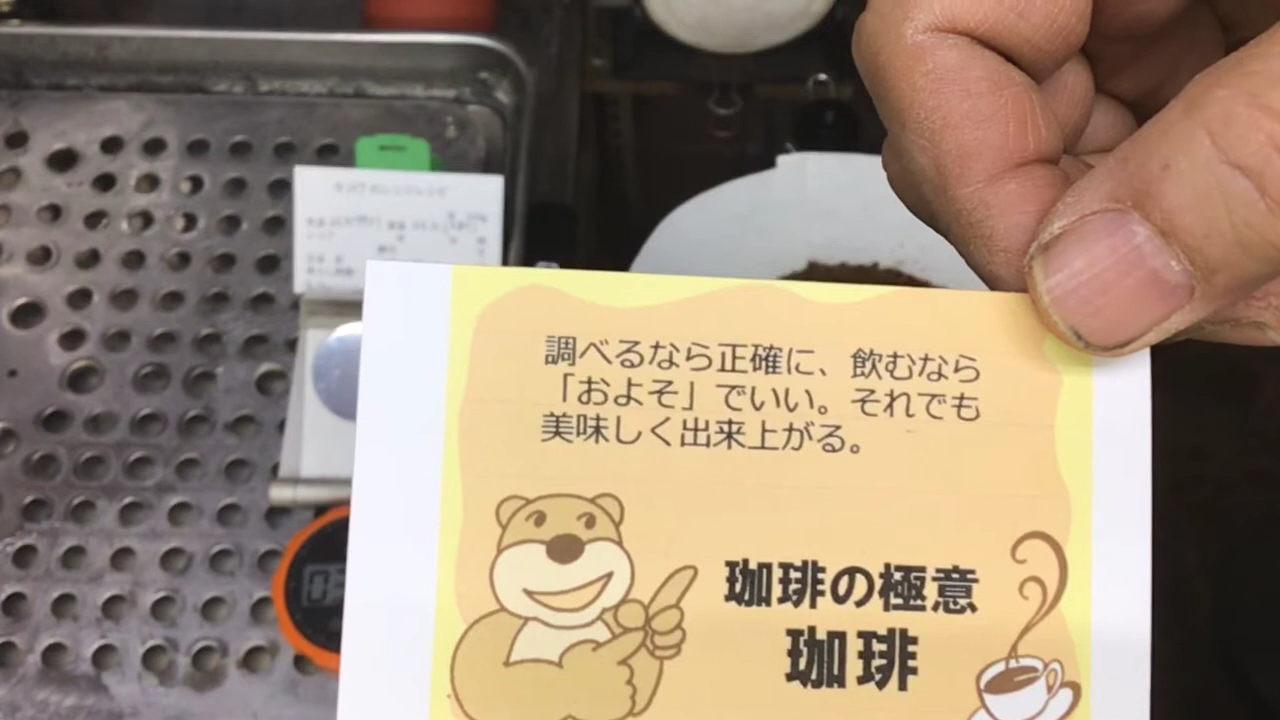 調べるなら正確に、飲むなら
「およそ」でいい。それでも
美味しく出来上がる。
珈琲の極意
珈琲